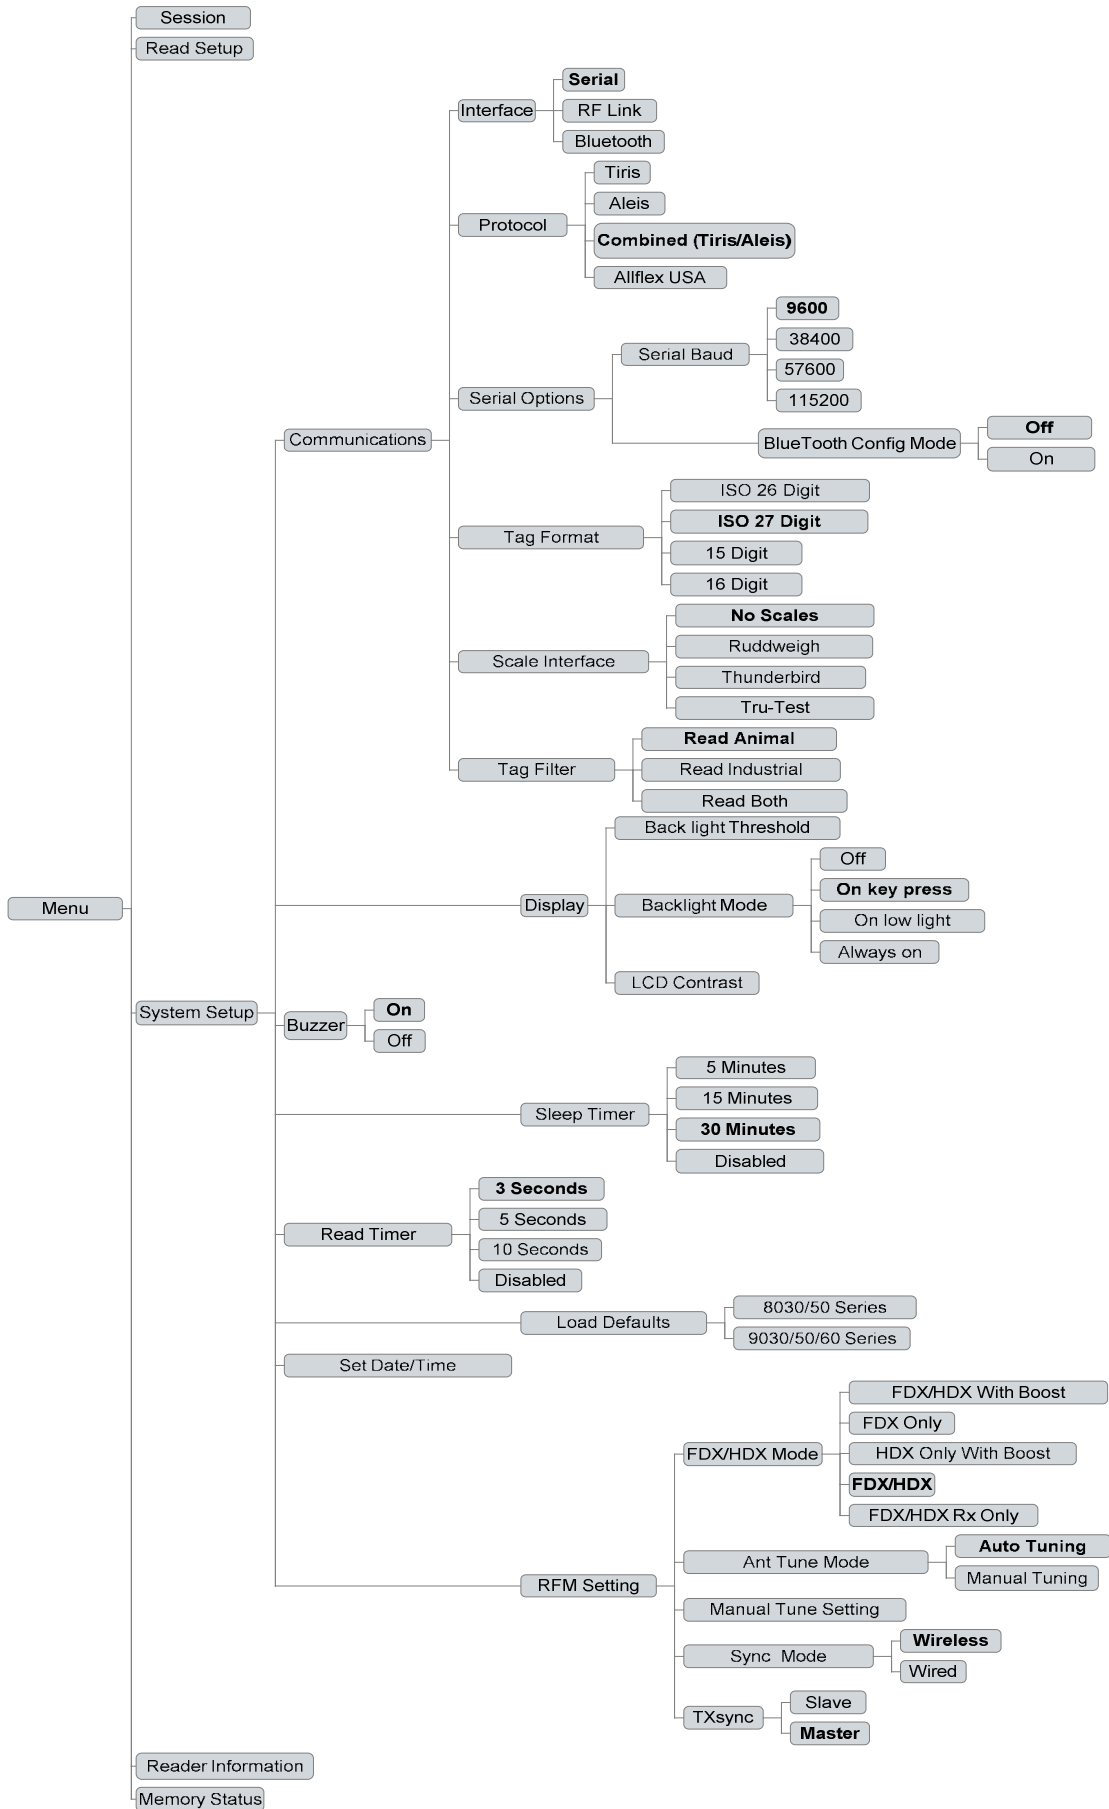 Session
Read Setup
Serial
Interface
RF Link
Bluetooth
Tiris
Aleis
Protocol
Combined (Tiris/Aleis)
Allflex USA
9600
38400
Serial Baud
57600
Serial Options
115200
Off
Communications
BlueTooth Config Mode
On
ISO 26 Digit
ISO 27 Digit
Tag Format
15 Digit
16 Digit
No Scales
Ruddweigh
Scale Interface
Thunderbird
Tru-Test
Read Animal
Tag Filter
Read Industrial
Read Both
Back light Threshold
Off
On key press
Menu
Display
Backlight Mode
On low light
Always on
LCD Contrast
System Setup
On
Buzzer
Off
5 Minutes
15 Minutes
Sleep Timer
30 Minutes
Disabled
3 Seconds
5 Seconds
Read Timer
10 Seconds
Disabled
8030/50 Series
Load Defaults
9030/50/60 Series
Set Date/Time
FDX/HDX With Boost
FDX Only
FDX/HDX Mode
HDX Only With Boost
FDX/HDX
FDX/HDX Rx Only
Auto Tuning
Ant Tune Mode
Manual Tuning
RFM Setting
Manual Tune Setting
Wireless
Sync Mode
Wired
Slave
TXsync
Master
Reader Information
Memory Status